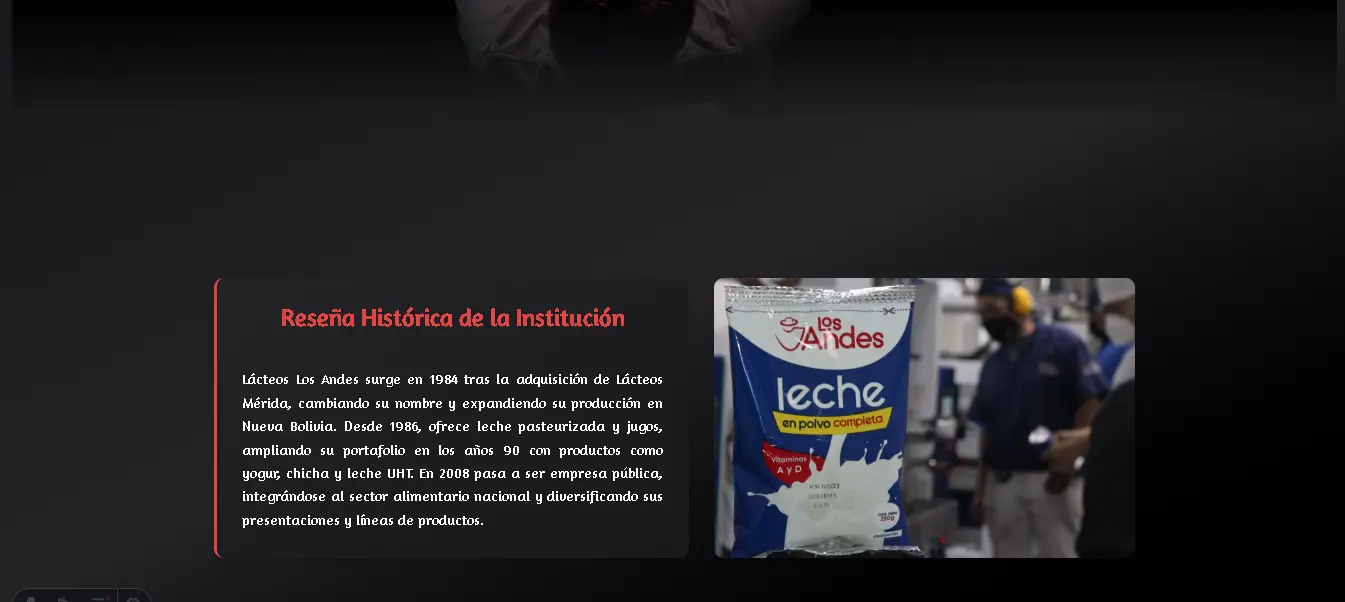 Reseña Histórica de la Institución
Lácteos Los Andes surge en 1984 tras la adquisición de Lácteos
Mérida, cambiando su nombre y expandiendo su producción en
Nueva Bolivia. Desde 1986, ofrece leche pasteurizada y jugos,
ampliando su portafolio en los años 90 con productos como
yogur, chicha y leche UHT. En 2008 pasa a ser empresa pública,
integrándose al sector alimentario nacional y diversificando sus
presentaciones y líneas de productos.
Los
Andes
leche
en polvo completa
Vitaminas
A y D